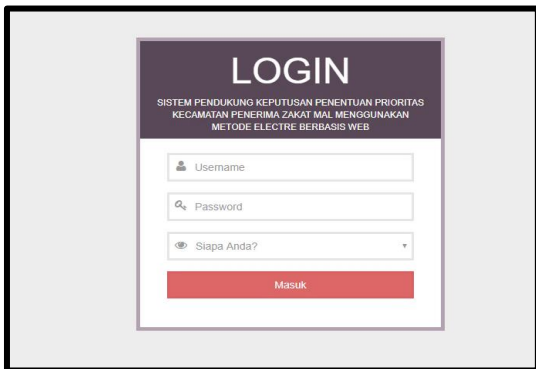 LOGIN
SISTEM PENDUKUNG KEPUTUSAN PENENTUAN PRIORITAS
KECAMATAN PENERIMA ZAKAT MAL MENGGUNAKAN
METODE ELECTRE BERBASIS WEB
Username
Password
Siapa Anda?
Masuk